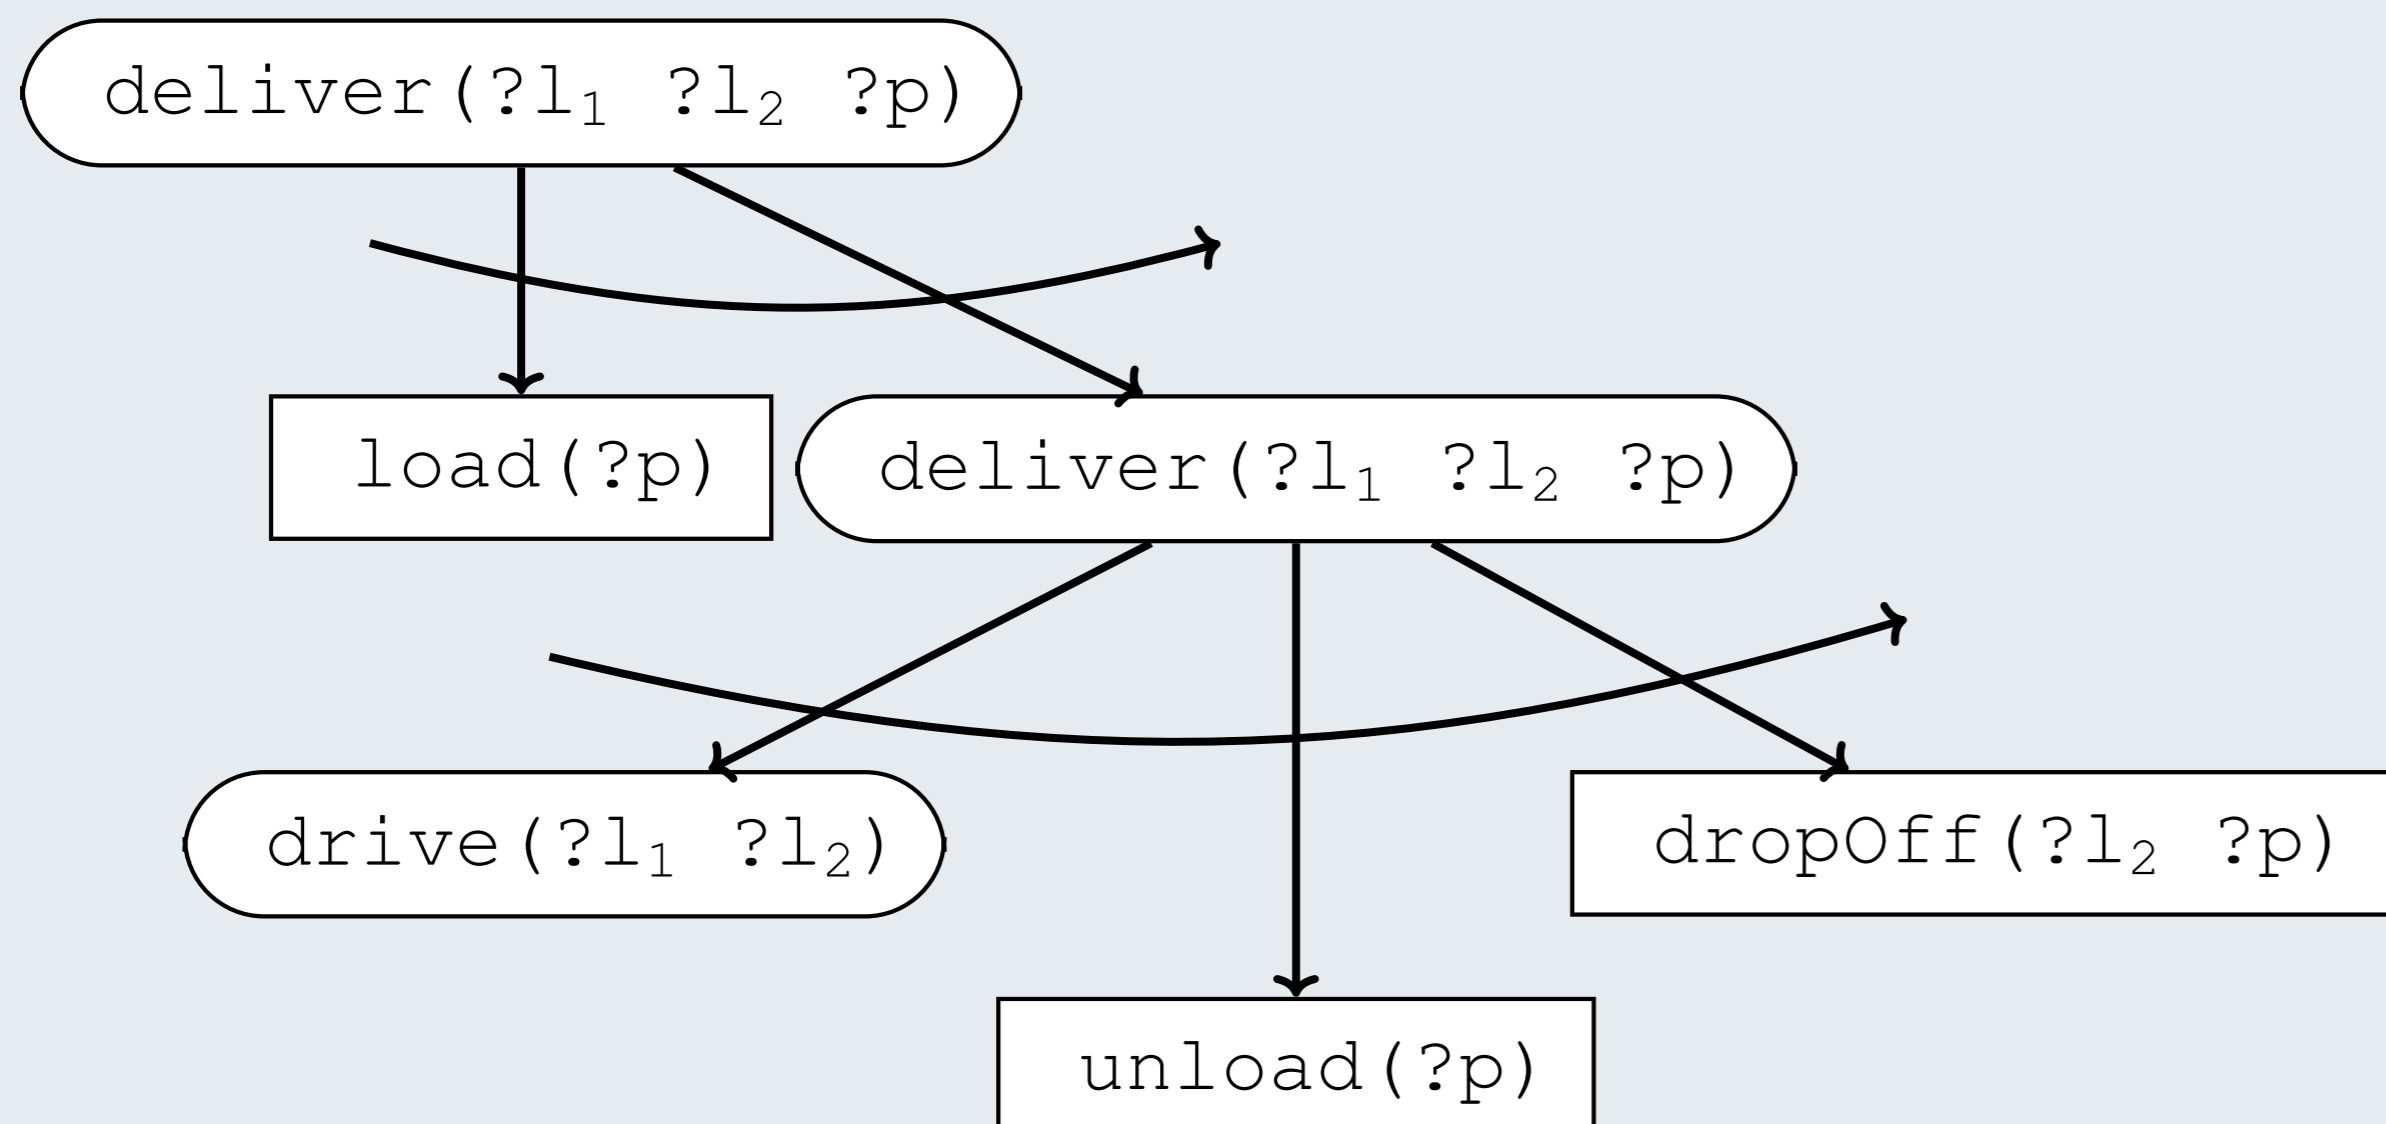 deliver(?l₁ ?l₂ ?p)
load(?p)
deliver(?l₁ ?l₂ ?p)
drive(?l₁ ?l₂)
dropOff(?l₂ ?p)
unload(?p)